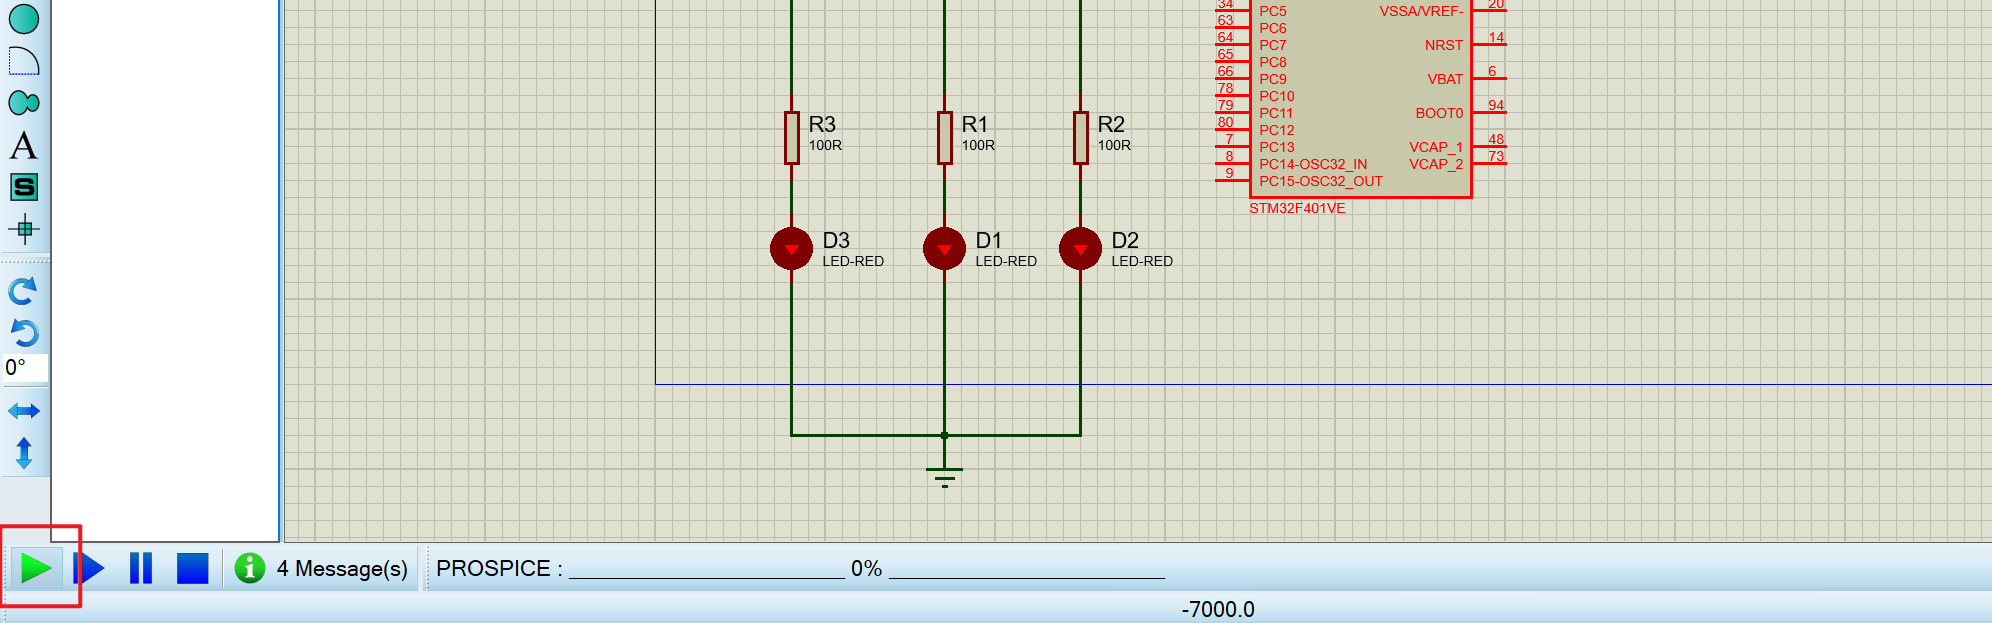 34 PC5 VSSA/VREF- 20
63 PC6
64 PC7 NRST 14
65 PC8
66 PC9 VBAT 6
78 PC10
79 PC11 BOOT0 94
80 PC12
7 PC13 VCAP_1 48
8 PC14-OSC32_IN VCAP_2 73
9 PC15-OSC32_OUT
STM32F401VE
R3
100R
R1
100R
R2
100R
D3
LED-RED
D1
LED-RED
D2
LED-RED
A
S
0°
4 Message(s)
PROSPICE : 0%
-7000.0